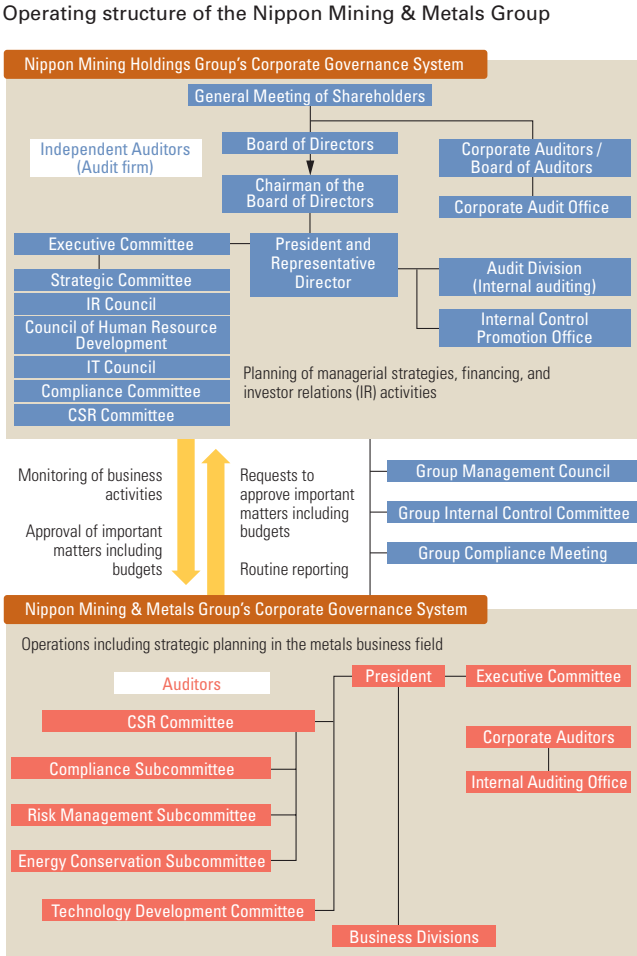 Operating structure of the Nippon Mining & Metals Group
Nippon Mining Holdings Group's Corporate Governance System
General Meeting of Shareholders
Independent Auditors
(Audit firm)
Board of Directors
Corporate Auditors /
Board of Auditors
Chairman of the
Board of Directors
Corporate Audit Office
Executive Committee
President and
Representative
Director
Strategic Committee
IR Council
Council of Human Resource
Development
IT Council
Compliance Committee
CSR Committee
Audit Division
(Internal auditing)
Internal Control
Promotion Office
Planning of managerial strategies, financing, and
investor relations (IR) activities
Monitoring of business
activities
Approval of important
matters including
budgets
Requests to
approve important
matters including
budgets
Routine reporting
Group Management Council
Group Internal Control Committee
Group Compliance Meeting
Nippon Mining & Metals Group's Corporate Governance System
Operations including strategic planning in the metals business field
Auditors
President
Executive Committee
CSR Committee
Corporate Auditors
Compliance Subcommittee
Internal Auditing Office
Risk Management Subcommittee
Energy Conservation Subcommittee
Technology Development Committee
Business Divisions